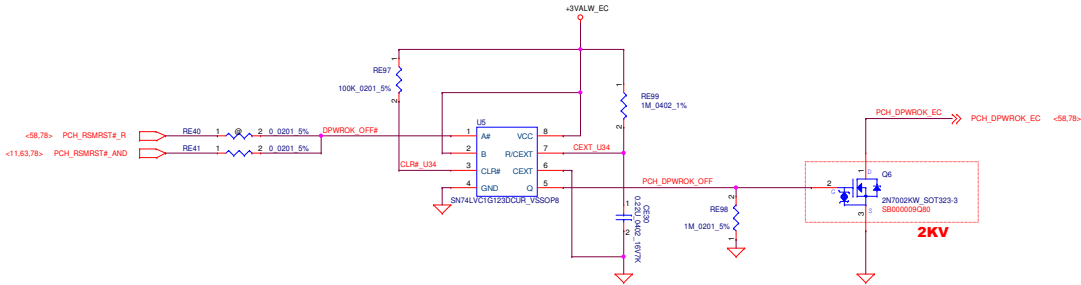 +3VALW_EC
1
RE97
100K_0201_5%
2
1
RE99
1M_0402_1%
2
<58,78> PCH_RSMRST#_R
RE40 1 @ 2 0_0201_5%
DPWROK_OFF#
<11,63,78> PCH_RSMRST#_AND
RE41 1 2 0_0201_5%
U5
1 A# VCC 8
2 B R/CEXT 7
3 CLR# CEXT 6
4 GND Q 5
SN74LVC1G123DCUR_VSSOP8
CLR#_U34
CEXT_U34
PCH_DPWROK_OFF
1
CE30
0.22U_0402_16V7K
2
2
RE98
1M_0201_5%
1
PCH_DPWROK_EC
PCH_DPWROK_EC <58,78>
1 D
Q6
2 G
2N7002KW_SOT323-3
SB000009Q80
3 S
2KV